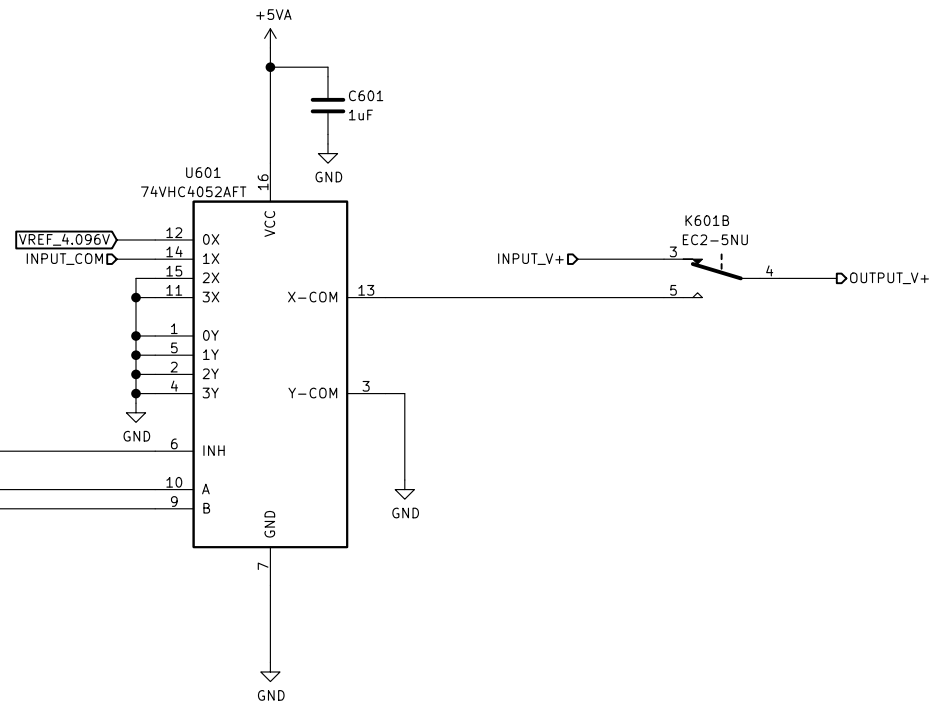 +5VA
C601
1uF
GND
U601
74VHC4052AFT
16
VCC
VREF_4.096V
12
0X
INPUT_COM
14
1X
15
2X
11
3X
X-COM
13
1
0Y
5
1Y
2
2Y
4
3Y
Y-COM
3
GND
6
INH
10
A
9
B
GND
7
GND
GND
K601B
EC2-5NU
INPUT_V+
3
4
OUTPUT_V+
5